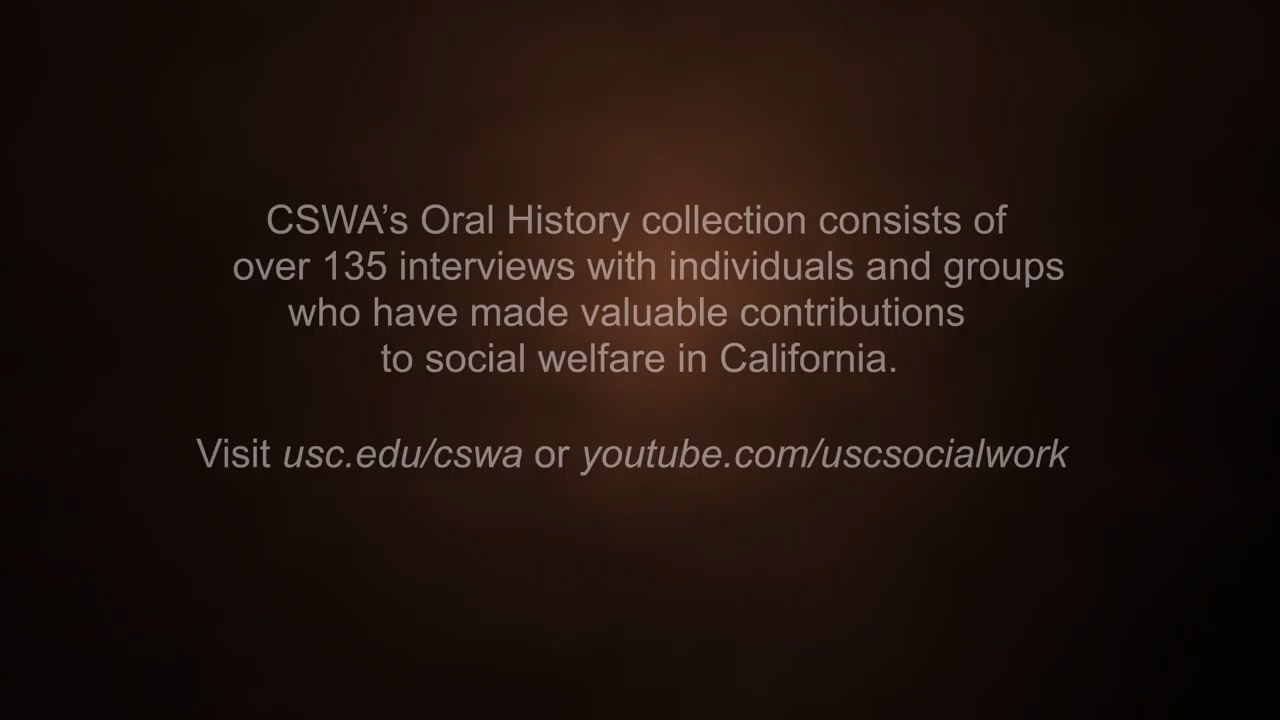 CSWA’s Oral History collection consists of
over 135 interviews with individuals and groups
who have made valuable contributions
to social welfare in California.
Visit usc.edu/cswa or youtube.com/uscsocialwork